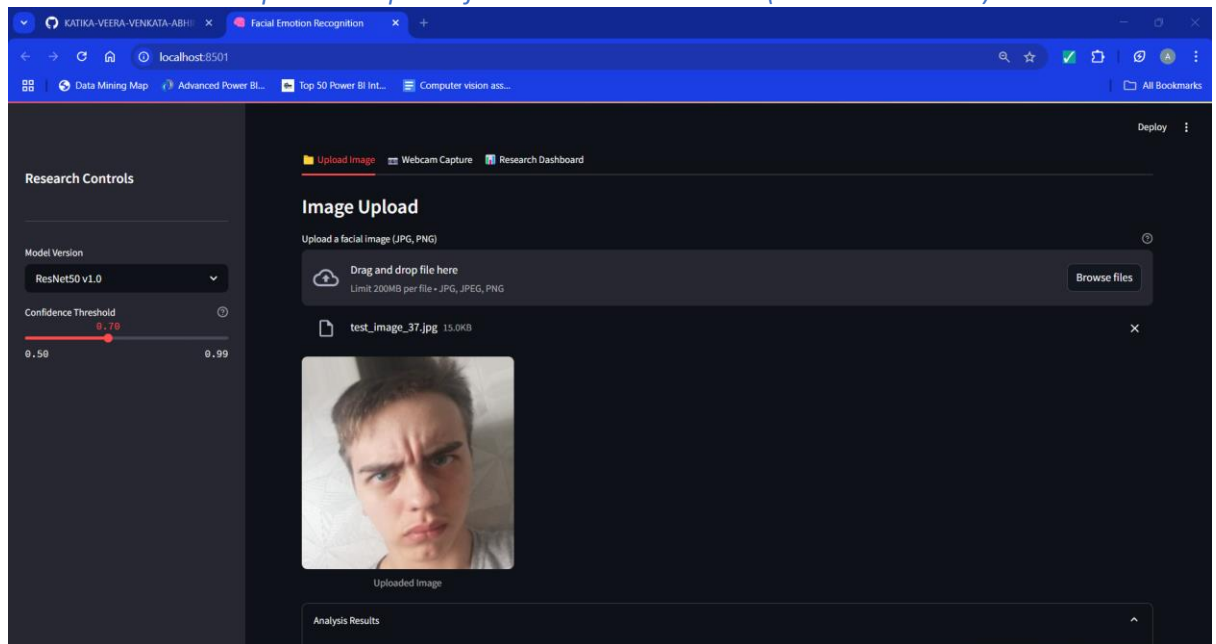 KATIKA-VEERA-VENKATA-ABHI
Facial Emotion Recognition
localhost:8501
Data Mining Map
Advanced Power BI...
Top 50 Power BI Int...
Computer vision ass...
All Bookmarks
Deploy
Upload Image
Webcam Capture
Research Dashboard
Research Controls
Image Upload
Upload a facial image (JPG, PNG)
Model Version
ResNet50 v1.0
Drag and drop file here
Limit 200MB per file • JPG, JPEG, PNG
Browse files
Confidence Threshold
0.70
0.50
0.99
test_image_37.jpg 15.0KB
Uploaded Image
Analysis Results